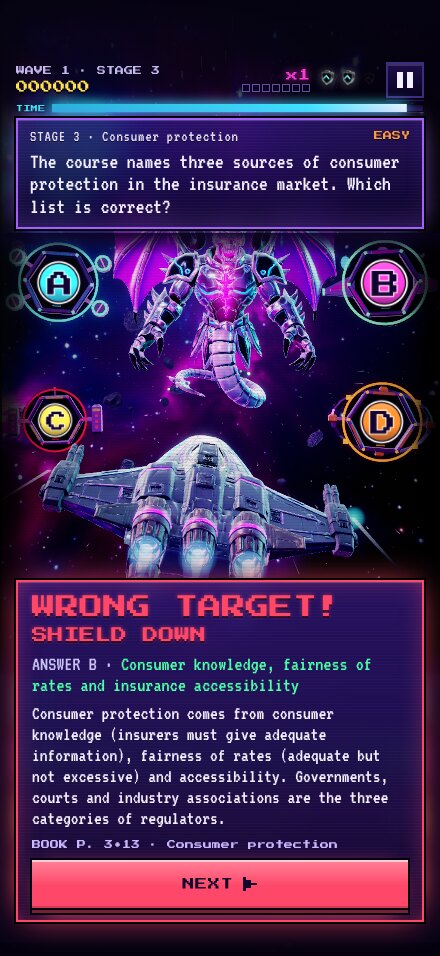 WAVE 1 · STAGE 3
000000
x1
TIME
STAGE 3 · Consumer protection
EASY
The course names three sources of consumer
protection in the insurance market. Which
list is correct?
A
B
C
D
WRONG TARGET!
SHIELD DOWN
ANSWER B · Consumer knowledge, fairness of
rates and insurance accessibility
Consumer protection comes from consumer
knowledge (insurers must give adequate
information), fairness of rates (adequate but
not excessive) and accessibility. Governments,
courts and industry associations are the three
categories of regulators.
BOOK P. 3•13 · Consumer protection
NEXT